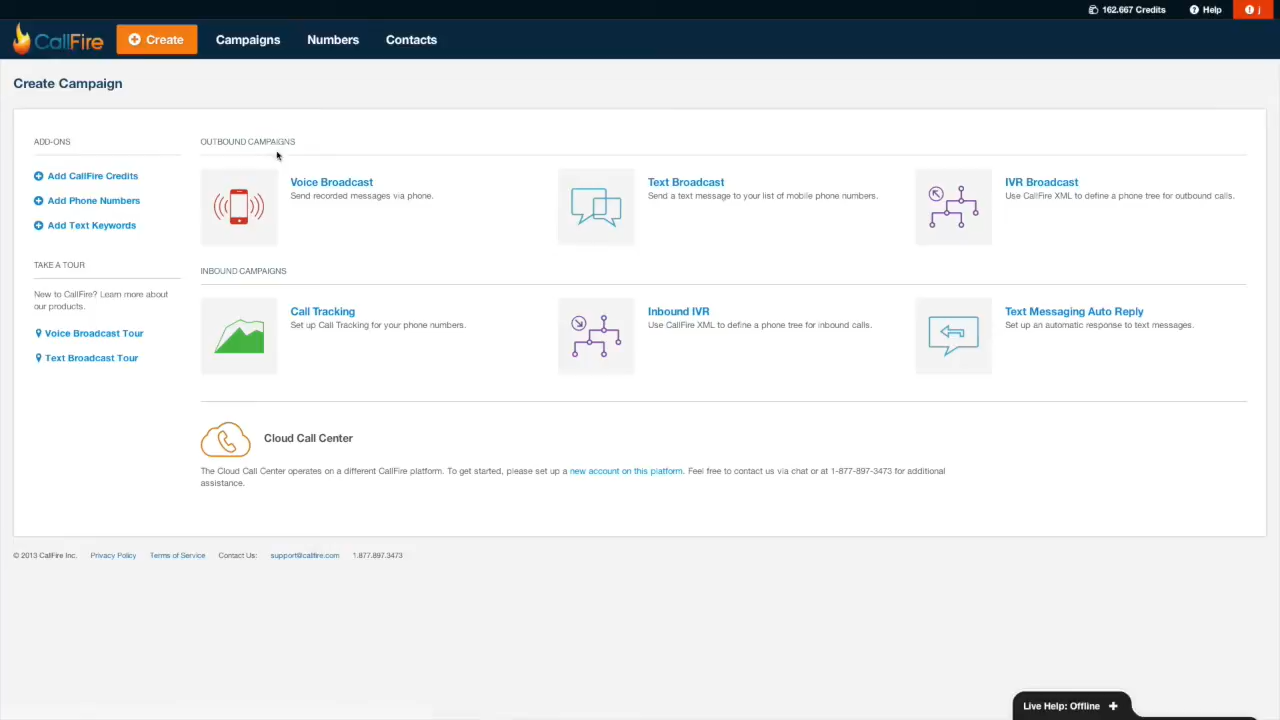 162.667 Credits
Help
j
CallFire
Create
Campaigns
Numbers
Contacts
Create Campaign
ADD-ONS
Add CallFire Credits
Add Phone Numbers
Add Text Keywords
TAKE A TOUR
New to CallFire? Learn more about
our products.
Voice Broadcast Tour
Text Broadcast Tour
OUTBOUND CAMPAIGNS
Voice Broadcast
Send recorded messages via phone.
Text Broadcast
Send a text message to your list of mobile phone numbers.
IVR Broadcast
Use CallFire XML to define a phone tree for outbound calls.
INBOUND CAMPAIGNS
Call Tracking
Set up Call Tracking for your phone numbers.
Inbound IVR
Use CallFire XML to define a phone tree for inbound calls.
Text Messaging Auto Reply
Set up an automatic response to text messages.
Cloud Call Center
The Cloud Call Center operates on a different CallFire platform. To get started, please set up a new account on this platform. Feel free to contact us via chat or at 1-877-897-3473 for additional
assistance.
© 2013 CallFire Inc. Privacy Policy Terms of Service Contact Us: support@callfire.com 1.877.897.3473
Live Help: Offline